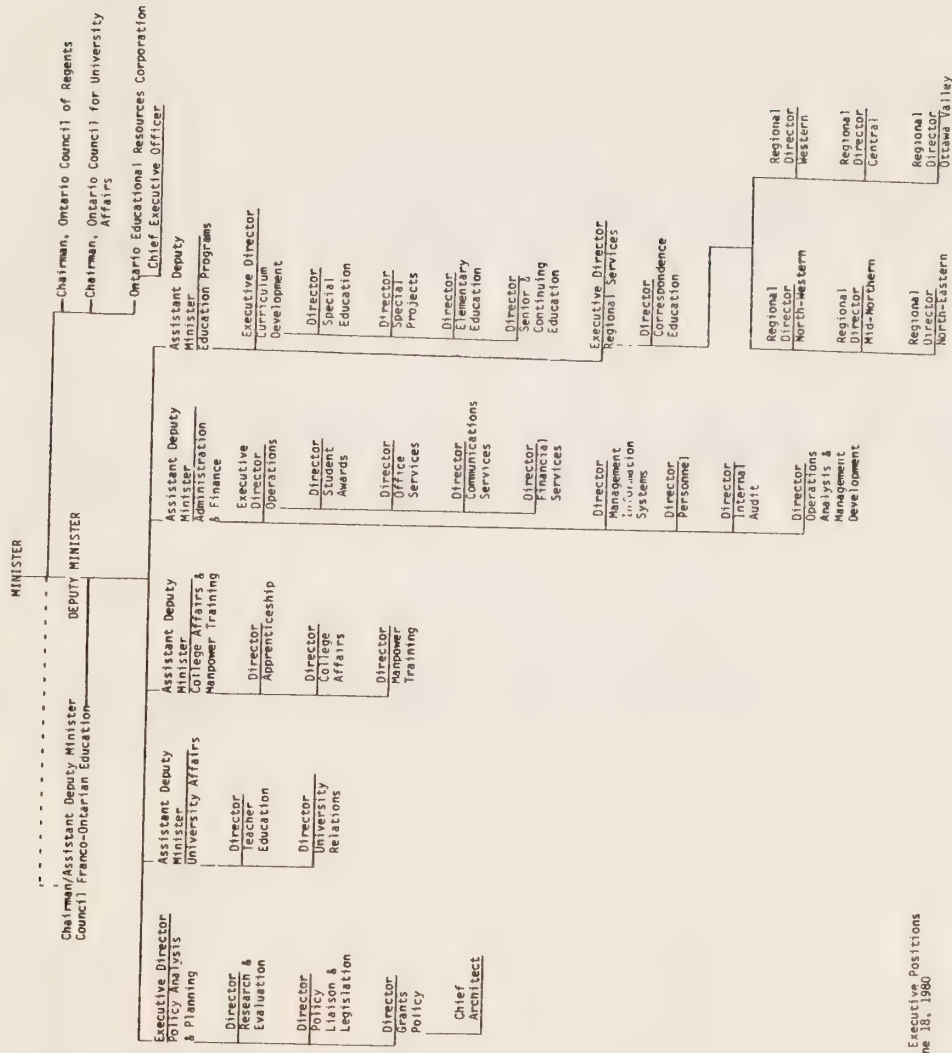 MINISTER
Chairman, Ontario Council of Regents
Chairman, Ontario Council for University
Affairs
Ontario Educational Resources Corporation
Chief Executive Officer
Chairman/Assistant Deputy Minister
Council Franco-Ontarian Education
DEPUTY MINISTER
Executive Director
Policy Analysis
& Planning
Director
Research &
Evaluation
Director
Policy
Liaison &
Legislation
Director
Grants
Policy
Chief
Architect
Assistant Deputy
Minister
University Affairs
Director
Teacher
Education
Director
University
Relations
Assistant Deputy
Minister
College Affairs &
Manpower Training
Director
Apprenticeship
Director
College
Affairs
Director
Manpower
Training
Assistant Deputy
Minister
Administration
& Finance
Executive
Director
Operations
Director
Student
Awards
Director
Office
Services
Director
Communications
Services
Director
Financial
Services
Director
Management
Information
Systems
Director
Personnel
Director
Internal
Audit
Director
Operations
Analysis &
Management
Development
Assistant Deputy
Minister
Education Programs
Executive Director
Curriculum
Development
Director
Special
Education
Director
Special
Projects
Director
Elementary
Education
Director
Senior &
Continuing
Education
Executive Director
Regional Services
Director
Correspondence
Education
Regional
Director
North-Western
Regional
Director
Mid-Northern
Regional
Director
North-Eastern
Regional
Director
Western
Regional
Director
Central
Regional
Director
Ottawa Valley
Executive Positions
ne 18, 1980